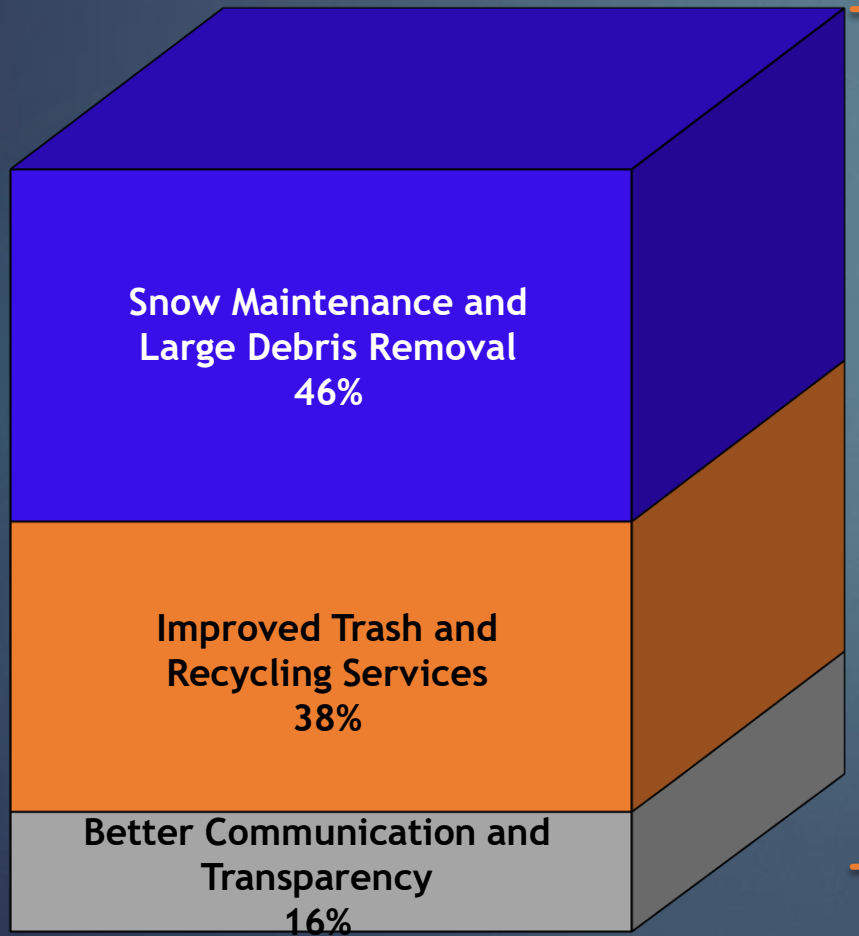 Snow Maintenance and
Large Debris Removal
46%
Improved Trash and
Recycling Services
38%
Better Communication and
Transparency
16%